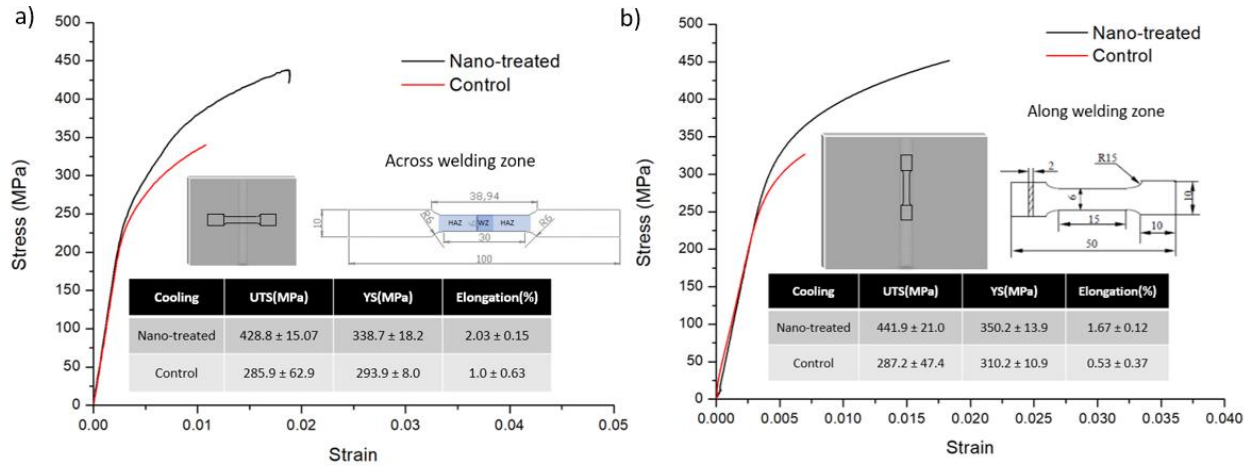 a)
500
450
400
350
300
250
200
150
100
50
0
0.00 0.01 0.02 0.03 0.04 0.05
Stress (MPa)
Strain
Nano-treated
Control
Across welding zone
38,94
10
R6
HAZ WZ HAZ
R6
30
100
Cooling UTS(MPa) YS(MPa) Elongation(%)
Nano-treated 428.8 ± 15.07 338.7 ± 18.2 2.03 ± 0.15
Control 285.9 ± 62.9 293.9 ± 8.0 1.0 ± 0.63
b)
500
450
400
350
300
250
200
150
100
50
0
0.000 0.005 0.010 0.015 0.020 0.025 0.030 0.035 0.040
Stress (MPa)
Strain
Nano-treated
Control
Along welding zone
2
R15
6
10
15
10
50
Cooling UTS(MPa) YS(MPa) Elongation(%)
Nano-treated 441.9 ± 21.0 350.2 ± 13.9 1.67 ± 0.12
Control 287.2 ± 47.4 310.2 ± 10.9 0.53 ± 0.37